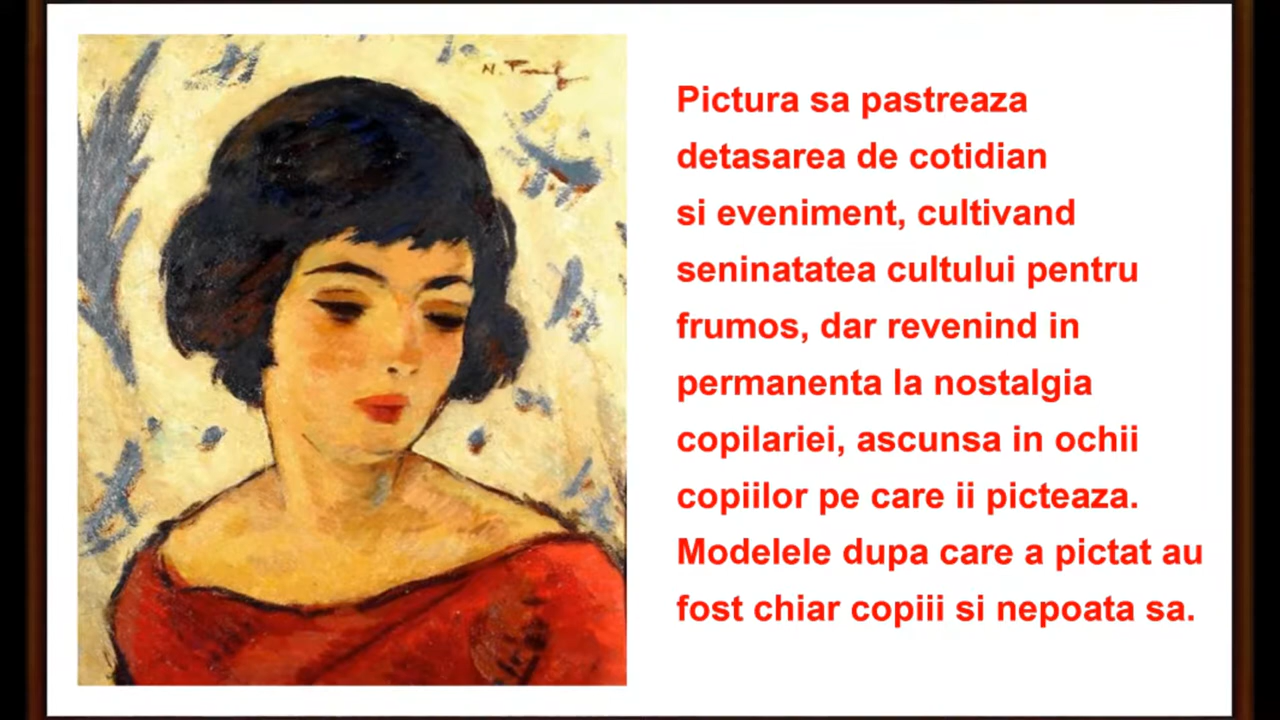 Pictura sa pastreaza
detasarea de cotidian
si eveniment, cultivand
seninatatea cultului pentru
frumos, dar revenind in
permanenta la nostalgia
copilariei, ascunsa in ochii
copiilor pe care ii picteaza.
Modelele dupa care a pictat au
fost chiar copiii si nepoata sa.